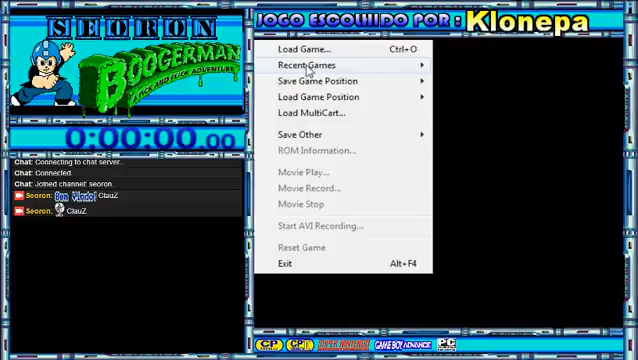 SEORON
BOOGERMAN
A PICK AND FLICK ADVENTURE
0:00:00.00
JOGO ESCOLHIDO POR : Klonepa
Load Game... Ctrl+O
Recent Games
Save Game Position
Load Game Position
Load MultiCart...
Save Other
ROM Information...
Movie Play...
Movie Record...
Movie Stop
Start AVI Recording...
Reset Game
Exit Alt+F4
Chat: Connecting to chat server.
Chat: Connected.
Chat: Joined channel: seoron.
Seoron: Bem Vindo! ClauZ
Seoron: ClauZ
SUPER NINTENDO
GAME BOY ADVANCE
PC